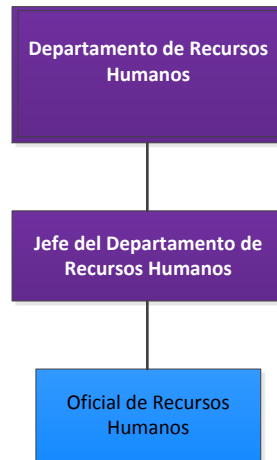 Departamento de Recursos
Humanos
Jefe del Departamento de
Recursos Humanos
Oficial de Recursos
Humanos